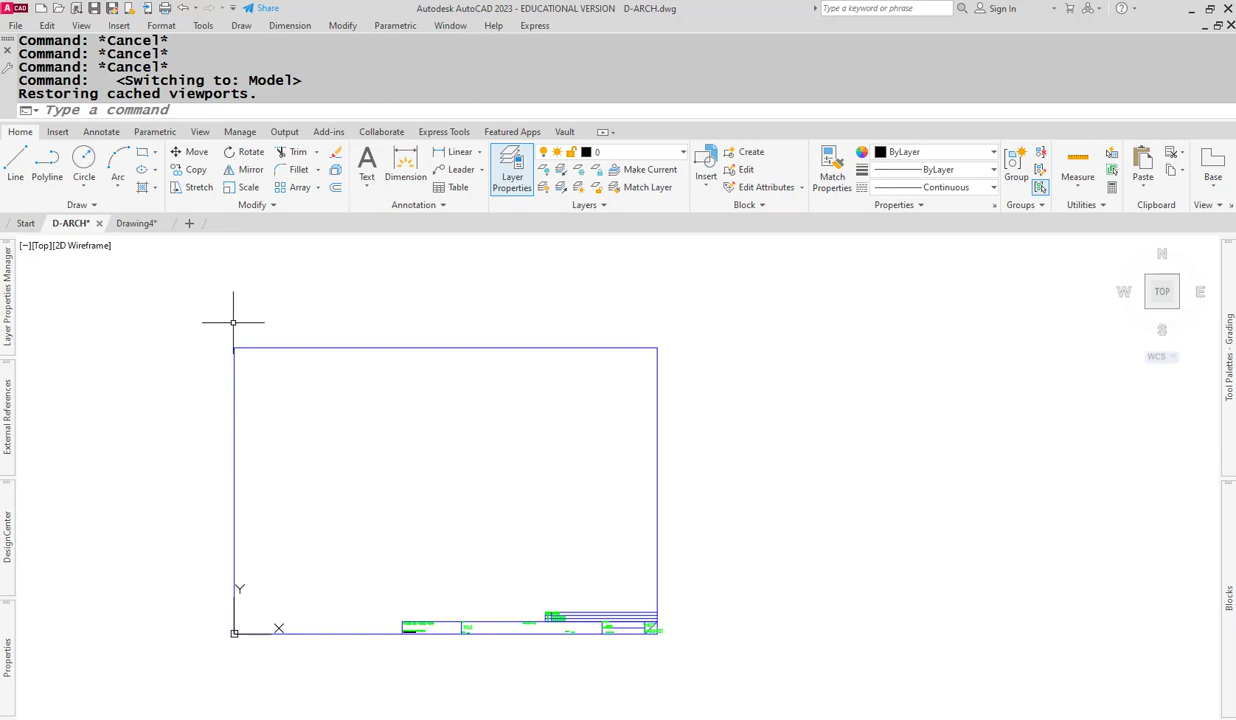 Share
Autodesk AutoCAD 2023 - EDUCATIONAL VERSION D-ARCH.dwg
Type a keyword or phrase
Sign In
CAD
File Edit View Insert Format Tools Draw Dimension Modify Parametric Window Help Express
Command: *Cancel*
Command: *Cancel*
Command: *Cancel*
Command: <Switching to: Model>
Restoring cached viewports.
Type a command
Home Insert Annotate Parametric View Manage Output Add-ins Collaborate Express Tools Featured Apps Vault
Line Polyline Circle Arc
Move Rotate Trim
Copy Mirror Fillet
Stretch Scale Array
Text Dimension
Linear
Leader
Table
Layer Properties
0
Make Current
Match Layer
Insert
Create
Edit
Edit Attributes
Match Properties
ByLayer
ByLayer
Continuous
Group
Measure
Paste
Base
Draw Modify Annotation Layers Block Properties Groups Utilities Clipboard View
Start D-ARCH* Drawing4*
[−][Top][2D Wireframe]
Layer Properties Manager
External References
DesignCenter
Properties
N
W TOP E
S
WCS
Tool Palettes - Grading
Blocks
Y
X